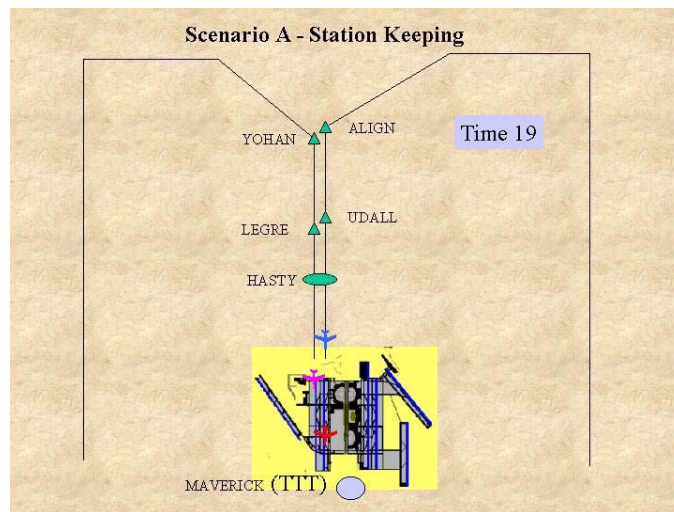 Scenario A - Station Keeping
ALIGN
YOHAN
Time 19
UDALL
LEGRE
HASTY
MAVERICK (TTT)